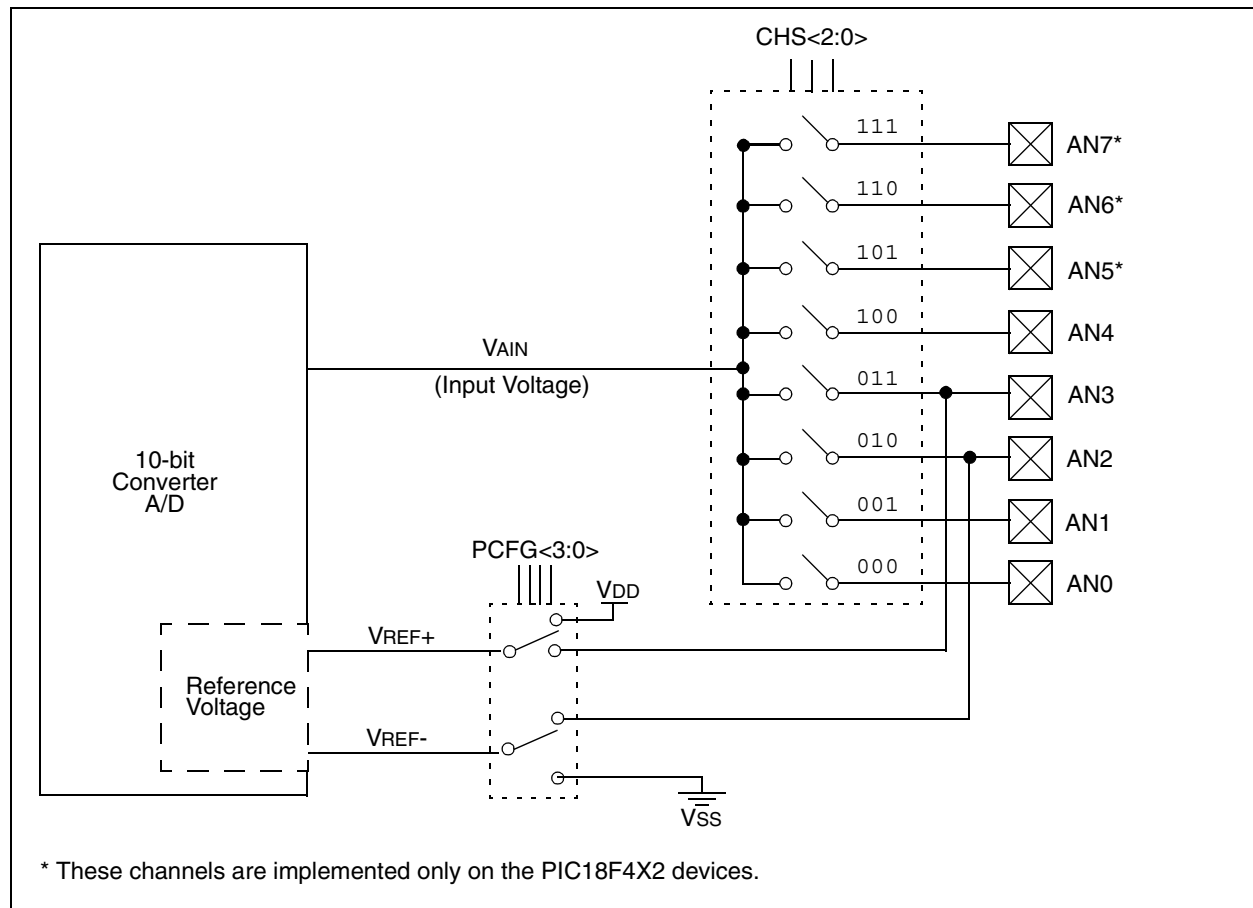 CHS<2:0>
111
AN7*
110
AN6*
101
AN5*
100
AN4
VAIN
(Input Voltage)
011
AN3
010
AN2
10-bit
Converter
A/D
001
AN1
PCFG<3:0>
000
AN0
VDD
VREF+
Reference
Voltage
VREF-
VSS
* These channels are implemented only on the PIC18F4X2 devices.